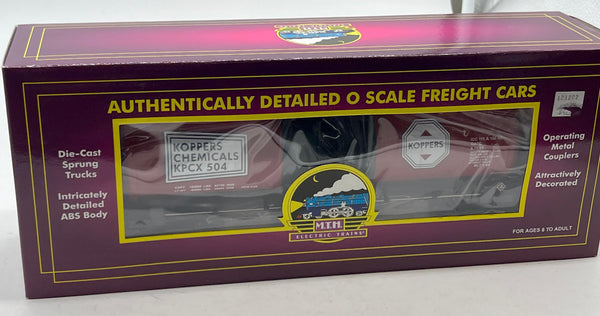 AUTHENTICALLY DETAILED O SCALE FREIGHT CARS
Die-Cast
Sprung
Trucks
Intricately
Detailed
ABS Body
KOPPERS
CHEMICALS
KPCX 504
KOPPERS
M.T.H.
ELECTRIC TRAINS
Operating
Metal
Couplers
Attractively
Decorated
FOR AGES 8 TO ADULT